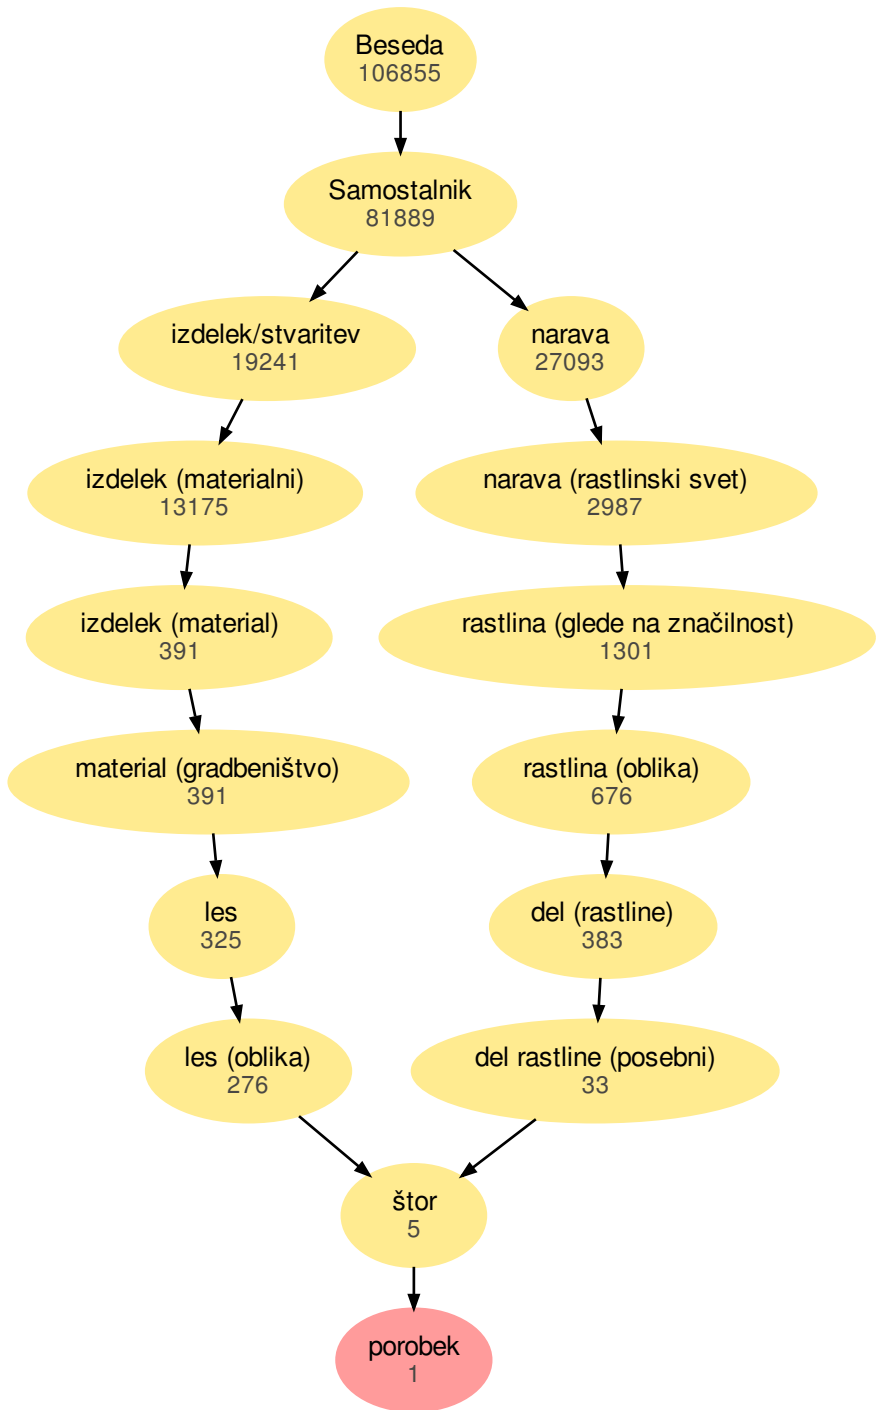 Beseda
106855
Samostalnik
81889
izdelek/stvaritev
19241
narava
27093
izdelek (materialni)
13175
narava (rastlinski svet)
2987
izdelek (material)
391
rastlina (glede na značilnost)
1301
material (gradbeništvo)
391
rastlina (oblika)
676
les
325
del (rastline)
383
les (oblika)
276
del rastline (posebni)
33
štor
5
porobek
1